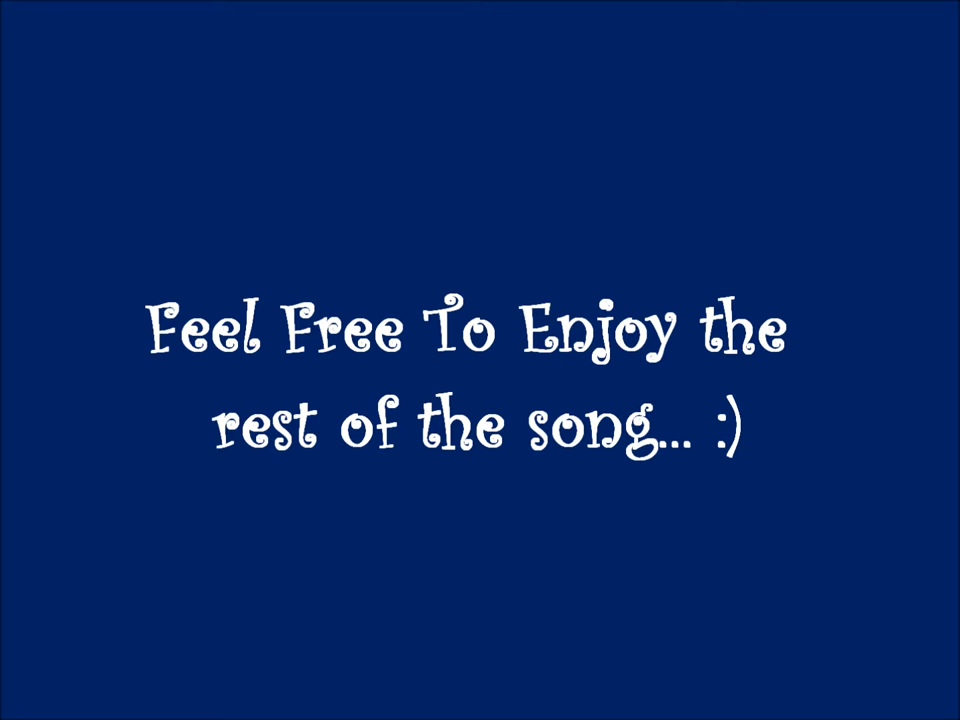 Feel Free To Enjoy the
rest of the song... :)